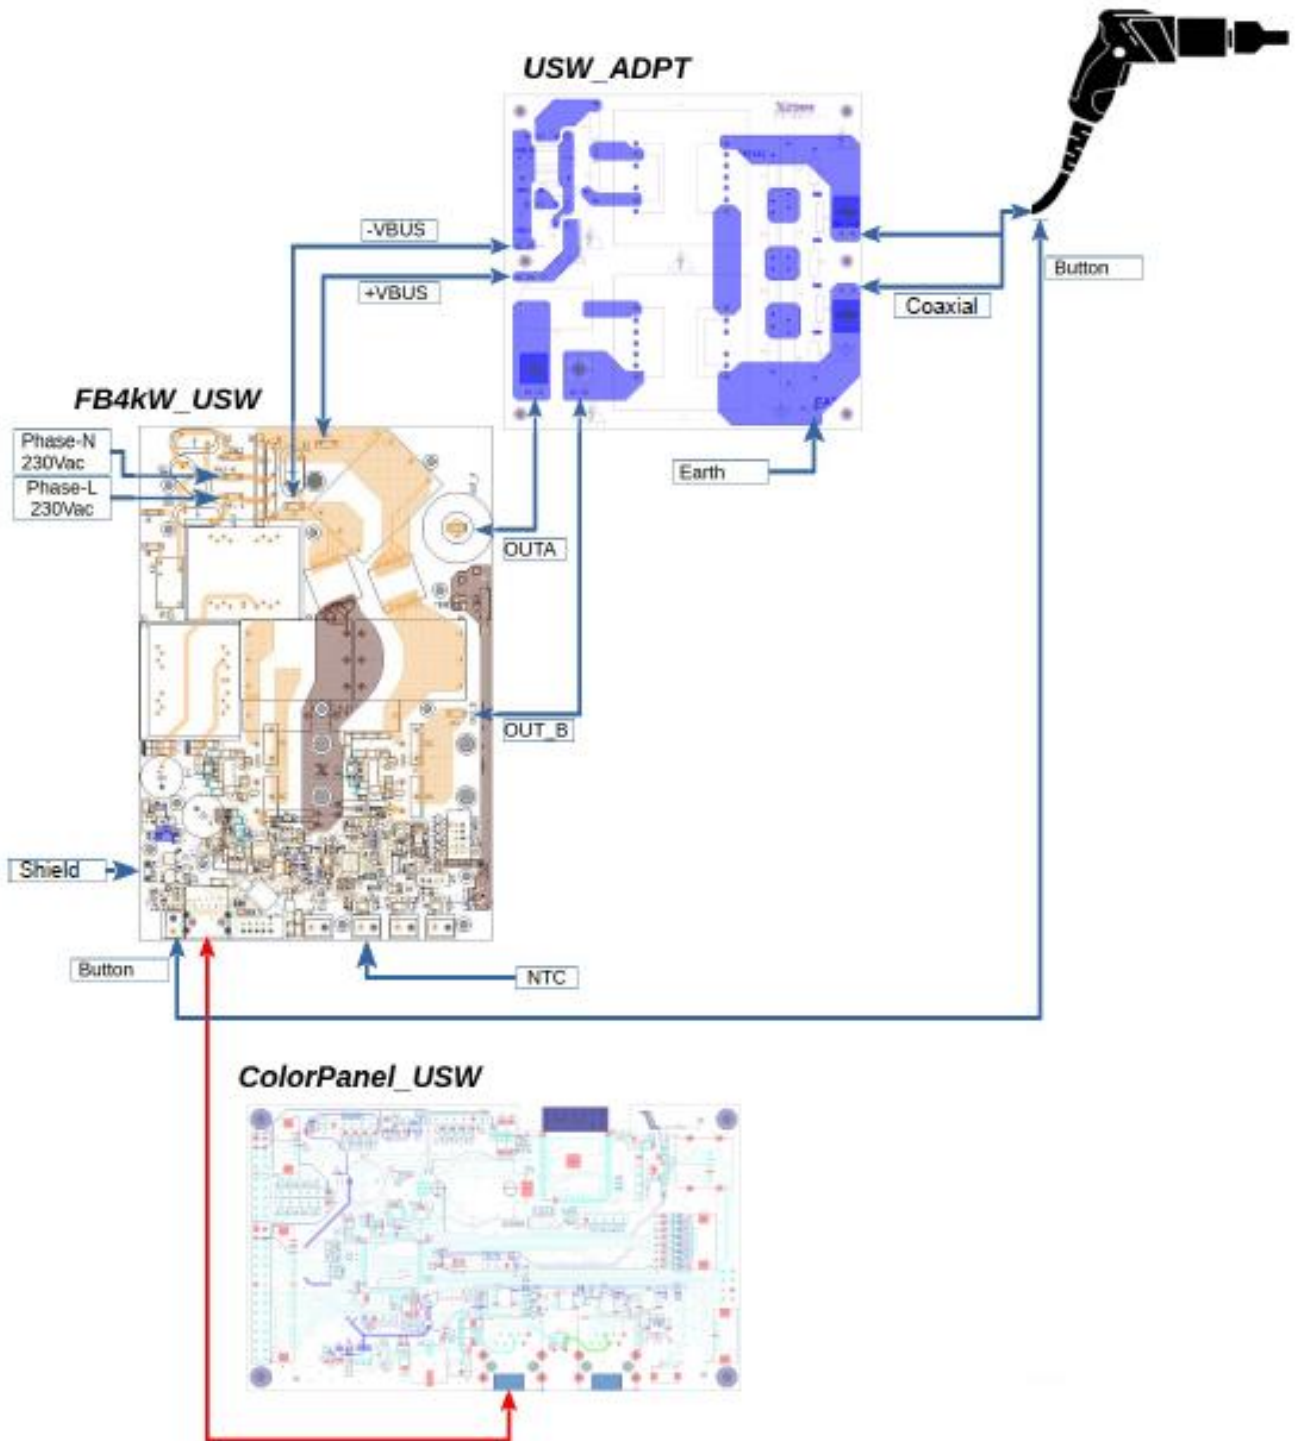 USW_ADPT
-VBUS
+VBUS
Button
Coaxial
FB4kW_USW
Phase-N
230Vac
Phase-L
230Vac
Earth
OUTA
OUT_B
Shield
Button
NTC
ColorPanel_USW